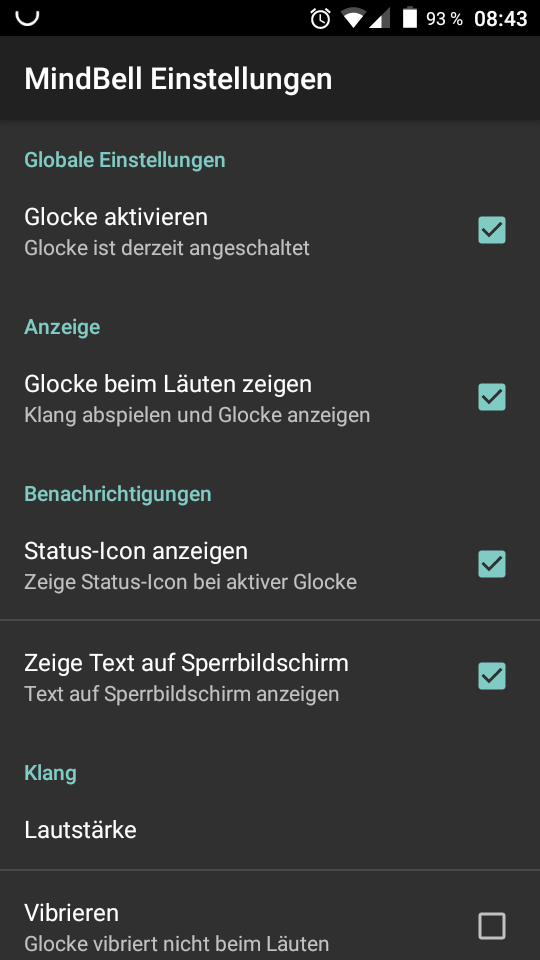 93 % 08:43
MindBell Einstellungen
Globale Einstellungen
Glocke aktivieren
Glocke ist derzeit angeschaltet
Anzeige
Glocke beim Läuten zeigen
Klang abspielen und Glocke anzeigen
Benachrichtigungen
Status-Icon anzeigen
Zeige Status-Icon bei aktiver Glocke
Zeige Text auf Sperrbildschirm
Text auf Sperrbildschirm anzeigen
Klang
Lautstärke
Vibrieren
Glocke vibriert nicht beim Läuten